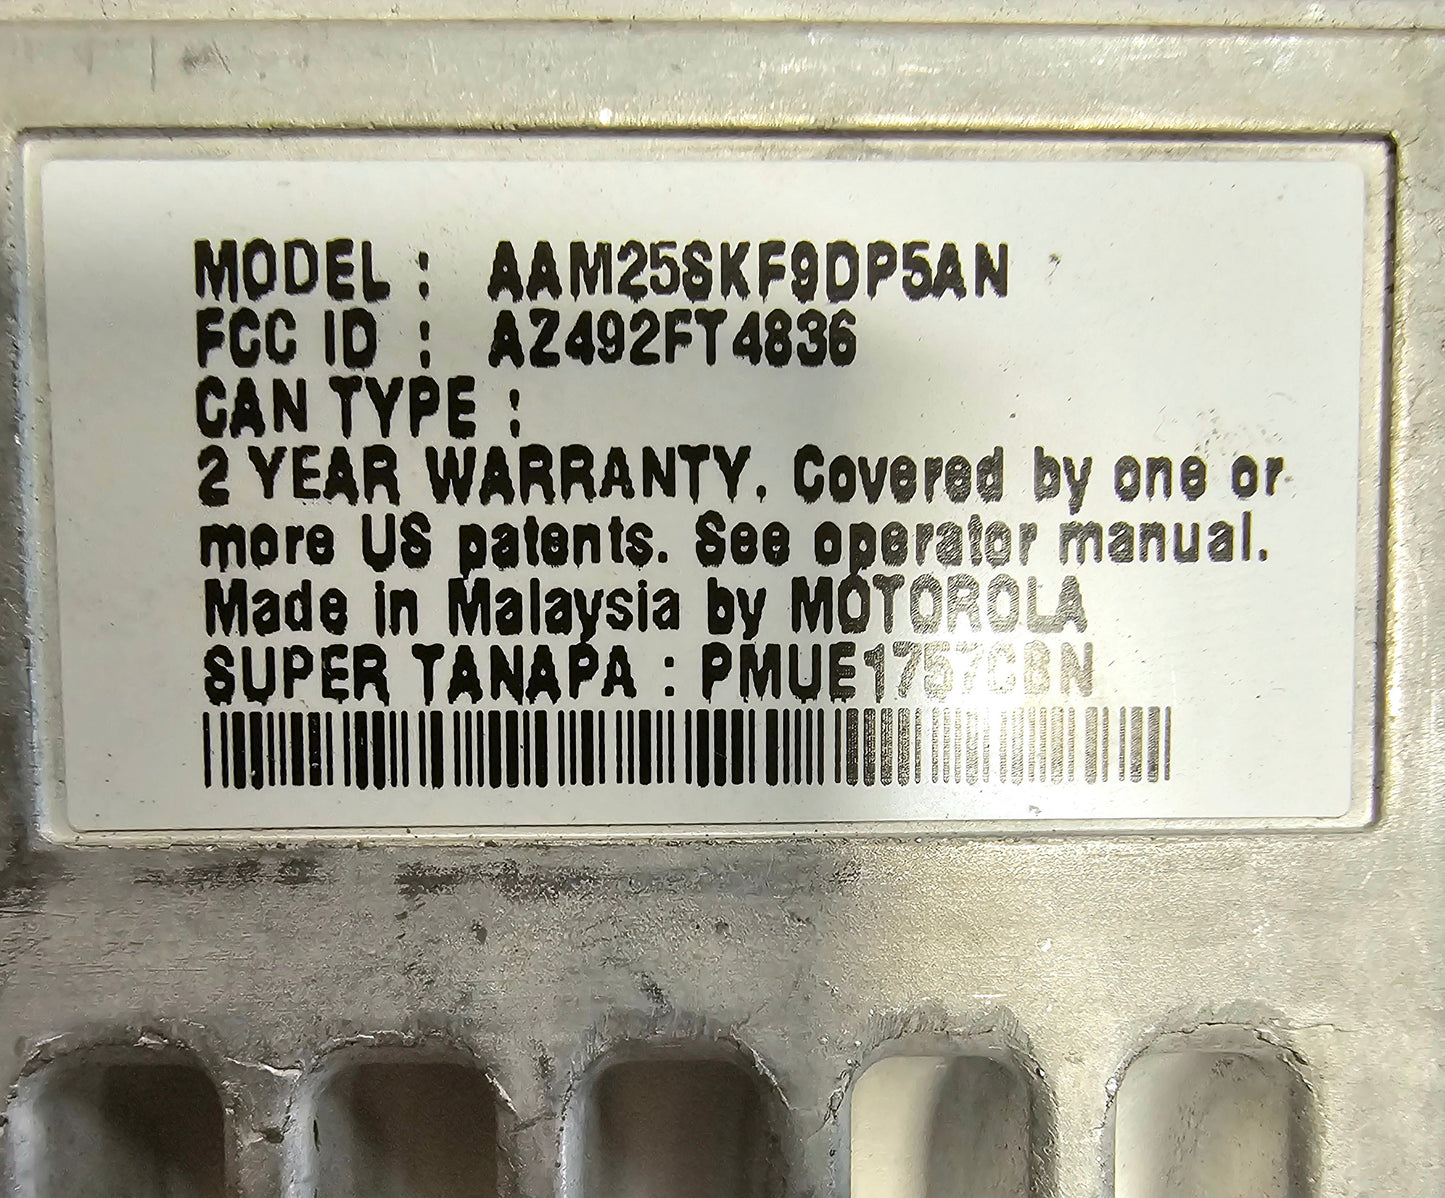 MODEL : AAM25SKF9DP5AN
FCC ID : AZ492FT4836
CAN TYPE :
2 YEAR WARRANTY. Covered by one or
more US patents. See operator manual.
Made in Malaysia by MOTOROLA
SUPER TANAPA : PMUE1757CBN